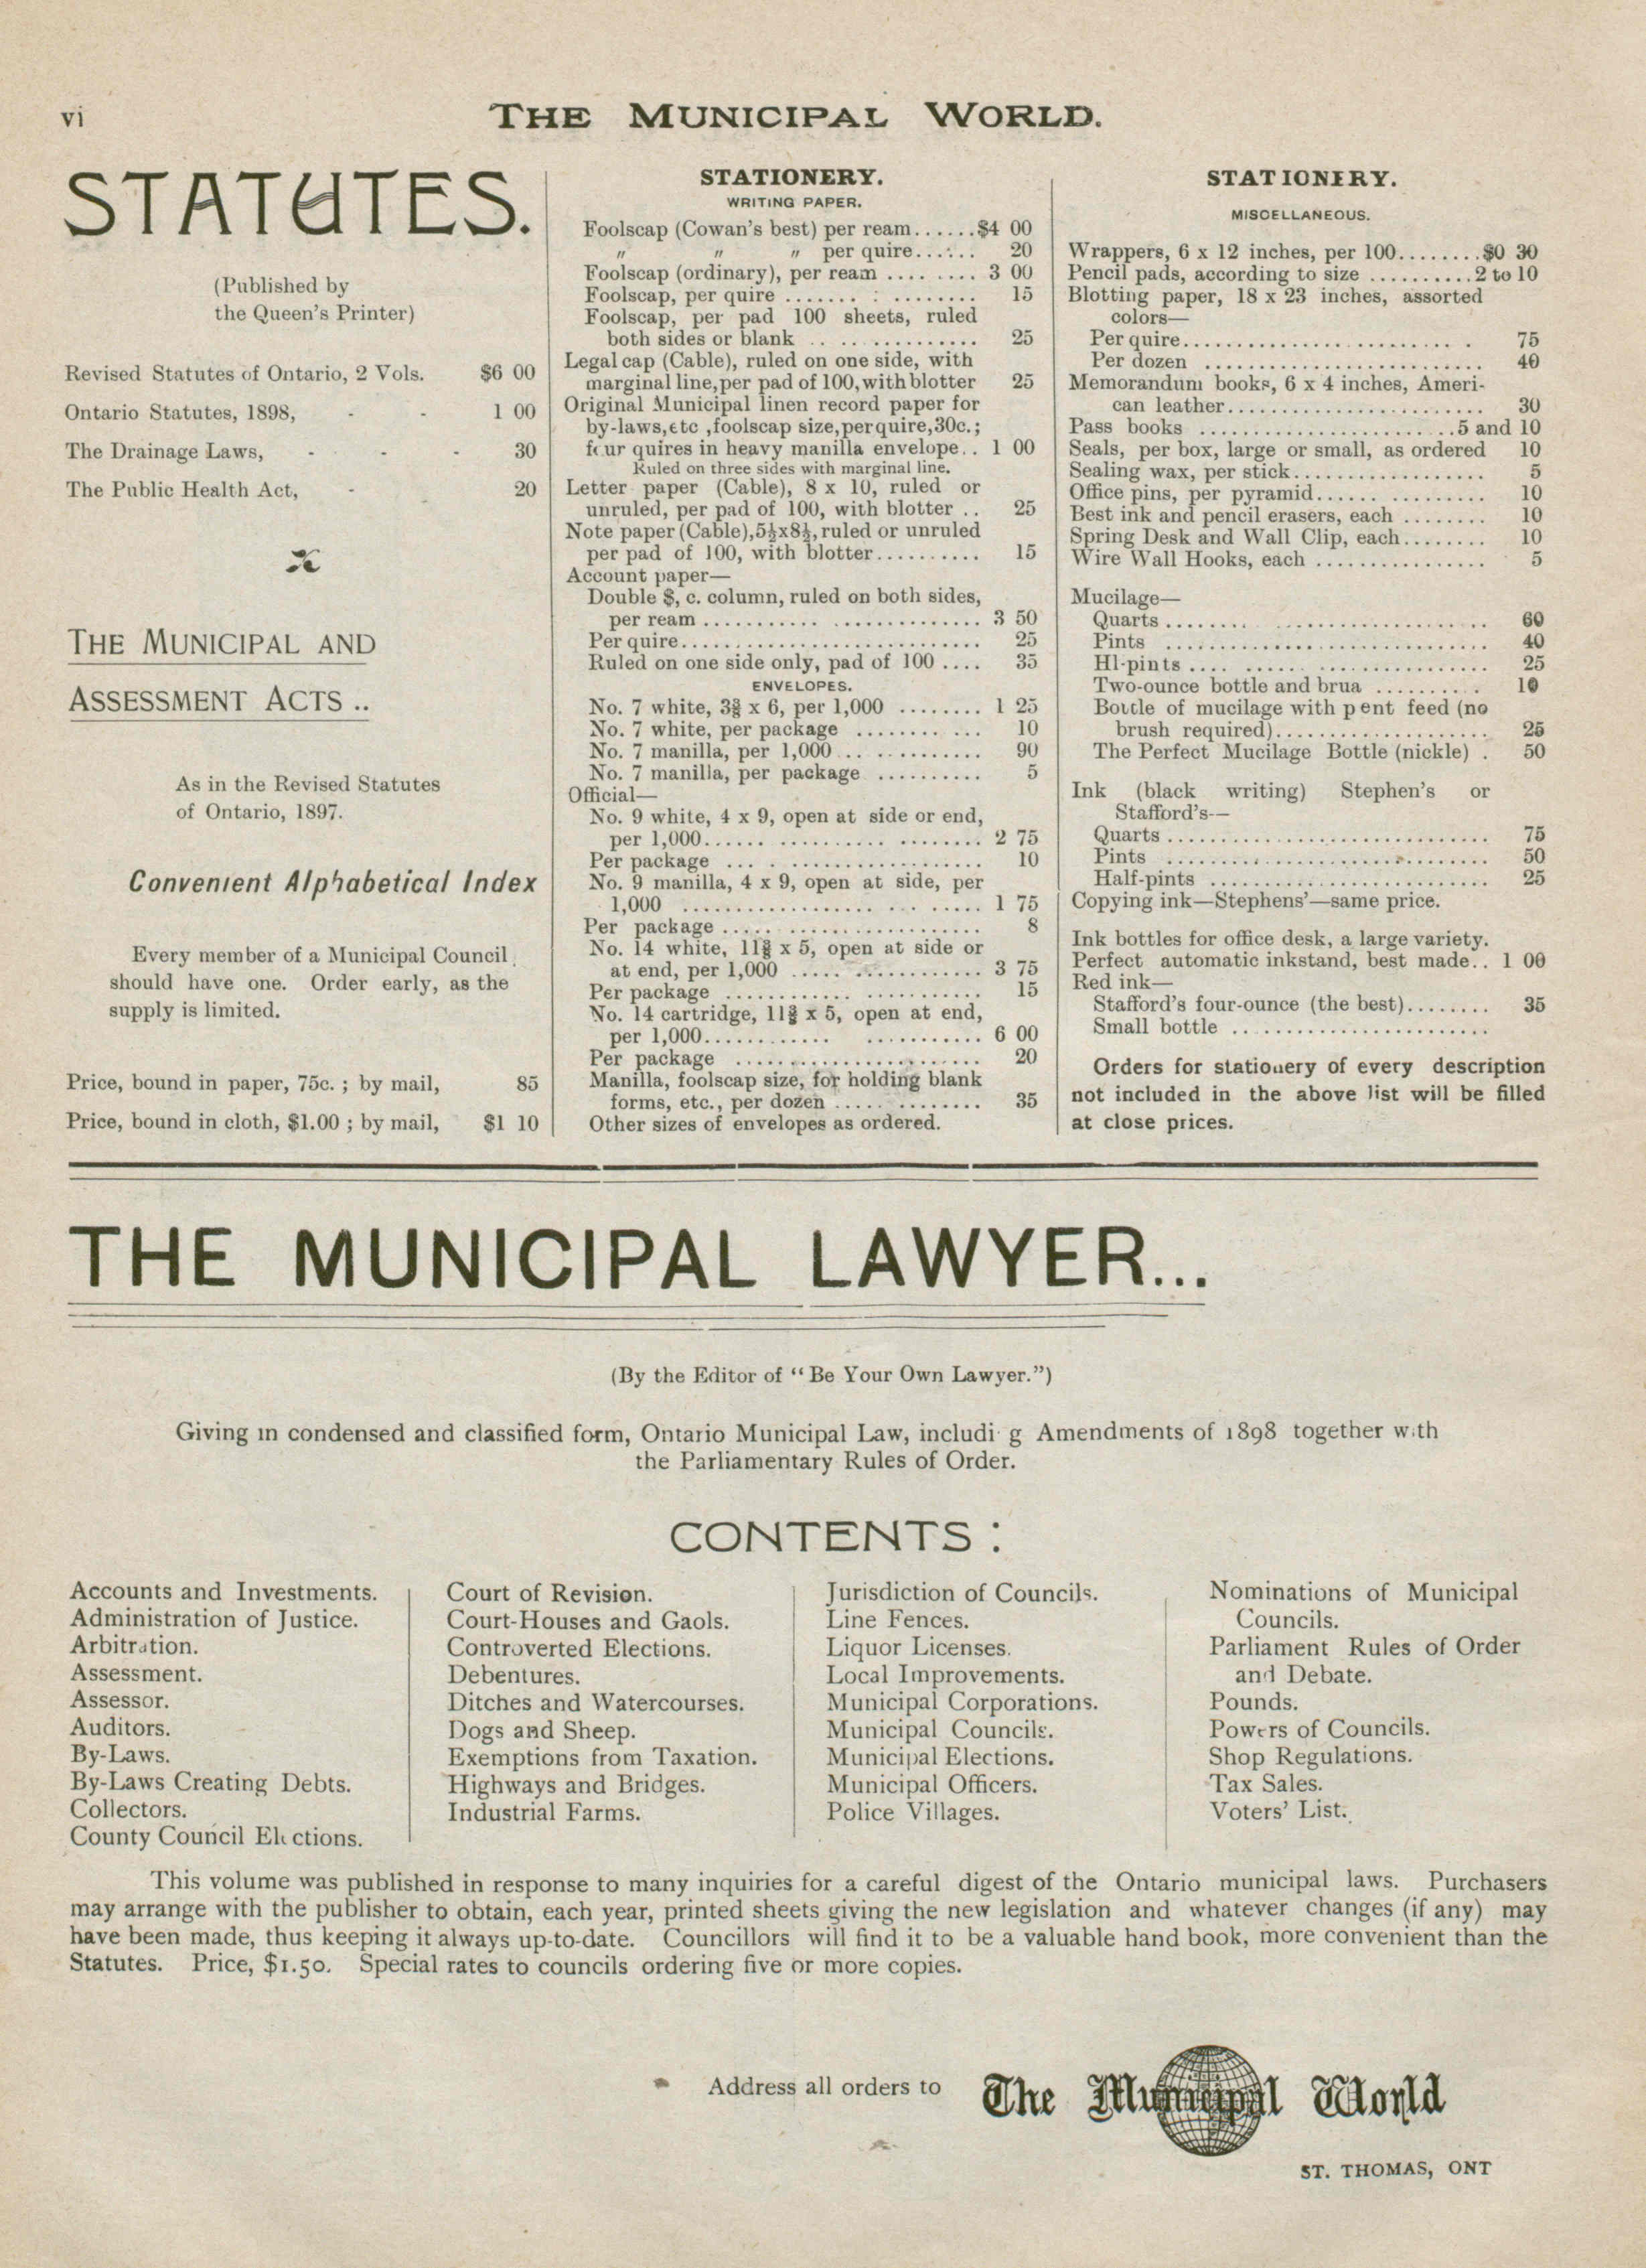 vi
THE MUNICIPAL WORLD.
STATUTES.
(Published by
the Queen's Printer)
Revised Statutes of Ontario, 2 Vols. $6 00
Ontario Statutes, 1898, - - 1 00
The Drainage Laws, - - - 30
The Public Health Act, - 20
THE MUNICIPAL AND
ASSESSMENT ACTS ..
As in the Revised Statutes
of Ontario, 1897.
Convenient Alphabetical Index
Every member of a Municipal Council
should have one. Order early, as the
supply is limited.
Price, bound in paper, 75c. ; by mail, 85
Price, bound in cloth, $1.00 ; by mail, $1 10
STATIONERY.
WRITING PAPER.
Foolscap (Cowan's best) per ream......$4 00
" " " per quire...... 20
Foolscap (ordinary), per ream ......... 3 00
Foolscap, per quire ....... : ........ 15
Foolscap, per pad 100 sheets, ruled
both sides or blank .. ............... 25
Legal cap (Cable), ruled on one side, with
marginal line, per pad of 100, with blotter 25
Original Municipal linen record paper for
by-laws, etc ,foolscap size, per quire, 30c.;
four quires in heavy manilla envelope.. 1 00
Ruled on three sides with marginal line.
Letter paper (Cable), 8 x 10, ruled or
unruled, per pad of 100, with blotter .. 25
Note paper (Cable), 5½x8½, ruled or unruled
per pad of 100, with blotter.......... 15
Account paper—
Double $, c. column, ruled on both sides,
per ream ........................ 3 50
Per quire............................ 25
Ruled on one side only, pad of 100 .... 35
ENVELOPES.
No. 7 white, 3⅝ x 6, per 1,000 ........ 1 25
No. 7 white, per package ........ ... 10
No. 7 manilla, per 1,000... ........... 90
No. 7 manilla, per package .......... 5
Official—
No. 9 white, 4 x 9, open at side or end,
per 1,000...... .......... ........ 2 75
Per package ... . .................. 10
No. 9 manilla, 4 x 9, open at side, per
1,000 .................. ... ..... 1 75
Per package ..... .................. 8
No. 14 white, 11⅜ x 5, open at side or
at end, per 1,000 ..... ............ 3 75
Per package ............ ........... 15
No. 14 cartridge, 11⅜ x 5, open at end,
per 1,000............ ........... 6 00
Per package ....................... 20
Manilla, foolscap size, for holding blank
forms, etc., per dozen ..... ........ 35
Other sizes of envelopes as ordered.
STATIONERY.
MISCELLANEOUS.
Wrappers, 6 x 12 inches, per 100........$0 30
Pencil pads, according to size ..........2 to 10
Blotting paper, 18 x 23 inches, assorted
colors—
Per quire........................ . 75
Per dozen ......................... 40
Memorandum books, 6 x 4 inches, Ameri-
can leather........................ 30
Pass books ........................5 and 10
Seals, per box, large or small, as ordered 10
Sealing wax, per stick.................. 5
Office pins, per pyramid...... ......... 10
Best ink and pencil erasers, each ........ 10
Spring Desk and Wall Clip, each........ 10
Wire Wall Hooks, each ................ 5
Mucilage—
Quarts ........ .................... 60
Pints .............................. 40
Hl-pints .... ...... ................ 25
Two-ounce bottle and brua .......... 10
Bottle of mucilage with pent feed (no
brush required).................... 25
The Perfect Mucilage Bottle (nickle) . 50
Ink (black writing) Stephen's or
Stafford's-—
Quarts .............................. 75
Pints .............................. 50
Half-pints .......................... 25
Copying ink—Stephens'—same price.
Ink bottles for office desk, a large variety.
Perfect automatic inkstand, best made.. 1 00
Red ink—
Stafford's four-ounce (the best)........ 35
Small bottle ........................
Orders for stationery of every description
not included in the above list will be filled
at close prices.
THE MUNICIPAL LAWYER...
(By the Editor of "Be Your Own Lawyer.")
Giving in condensed and classified form, Ontario Municipal Law, includi g Amendments of 1898 together with
the Parliamentary Rules of Order.
CONTENTS :
Accounts and Investments.
Administration of Justice.
Arbitration.
Assessment.
Assessor.
Auditors.
By-Laws.
By-Laws Creating Debts.
Collectors.
County Council Elections.
Court of Revision.
Court-Houses and Gaols.
Controverted Elections.
Debentures.
Ditches and Watercourses.
Dogs and Sheep.
Exemptions from Taxation.
Highways and Bridges.
Industrial Farms.
Jurisdiction of Councils.
Line Fences.
Liquor Licenses.
Local Improvements.
Municipal Corporations.
Municipal Councils.
Municipal Elections.
Municipal Officers.
Police Villages.
Nominations of Municipal
Councils.
Parliament Rules of Order
and Debate.
Pounds.
Powers of Councils.
Shop Regulations.
Tax Sales.
Voters' List.
This volume was published in response to many inquiries for a careful digest of the Ontario municipal laws. Purchasers
may arrange with the publisher to obtain, each year, printed sheets giving the new legislation and whatever changes (if any) may
have been made, thus keeping it always up-to-date. Councillors will find it to be a valuable hand book, more convenient than the
Statutes. Price, $1.50. Special rates to councils ordering five or more copies.
Address all orders to The Municipal World
ST. THOMAS, ONT